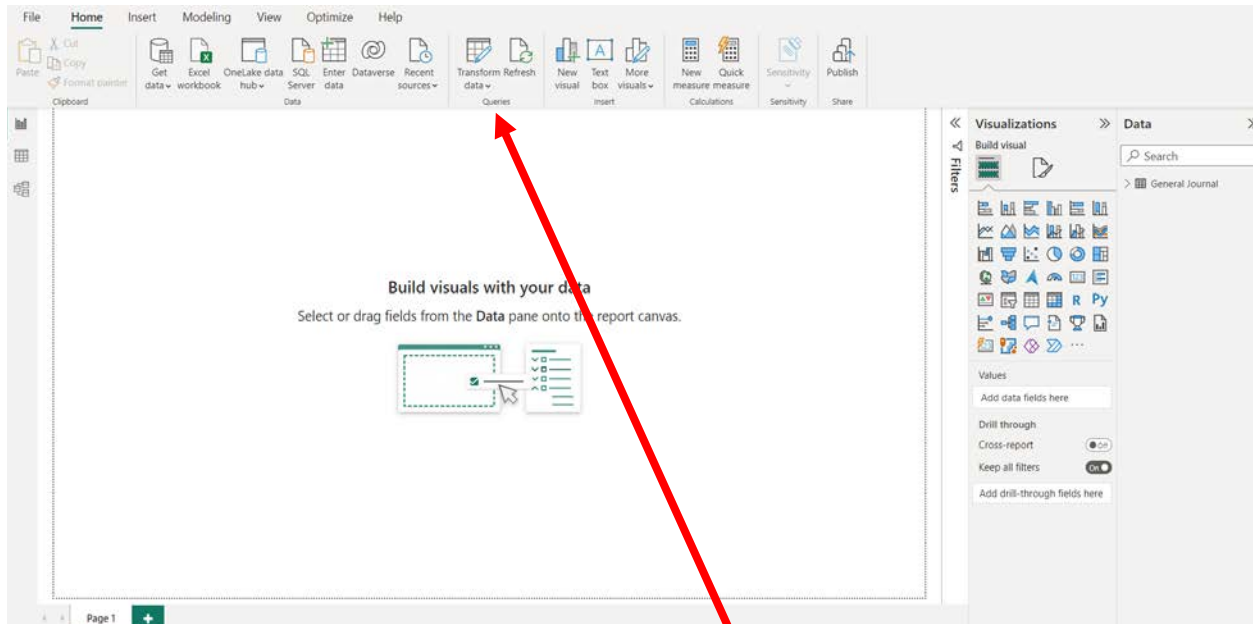 File Home Insert Modeling View Optimize Help
Paste
Cut
Copy
Format painter
Clipboard
Get data
Excel workbook
OneLake data hub
SQL Server
Enter data
Dataverse
Recent sources
Data
Transform data
Refresh
Queries
New visual
Text box
More visuals
Insert
New measure
Quick measure
Calculations
Sensitivity
Sensitivity
Publish
Share
Filters
Visualizations
Build visual
R Py
Values
Add data fields here
Drill through
Cross-report Off
Keep all filters On
Add drill-through fields here
Data
Search
General Journal
Build visuals with your data
Select or drag fields from the Data pane onto the report canvas.
Page 1